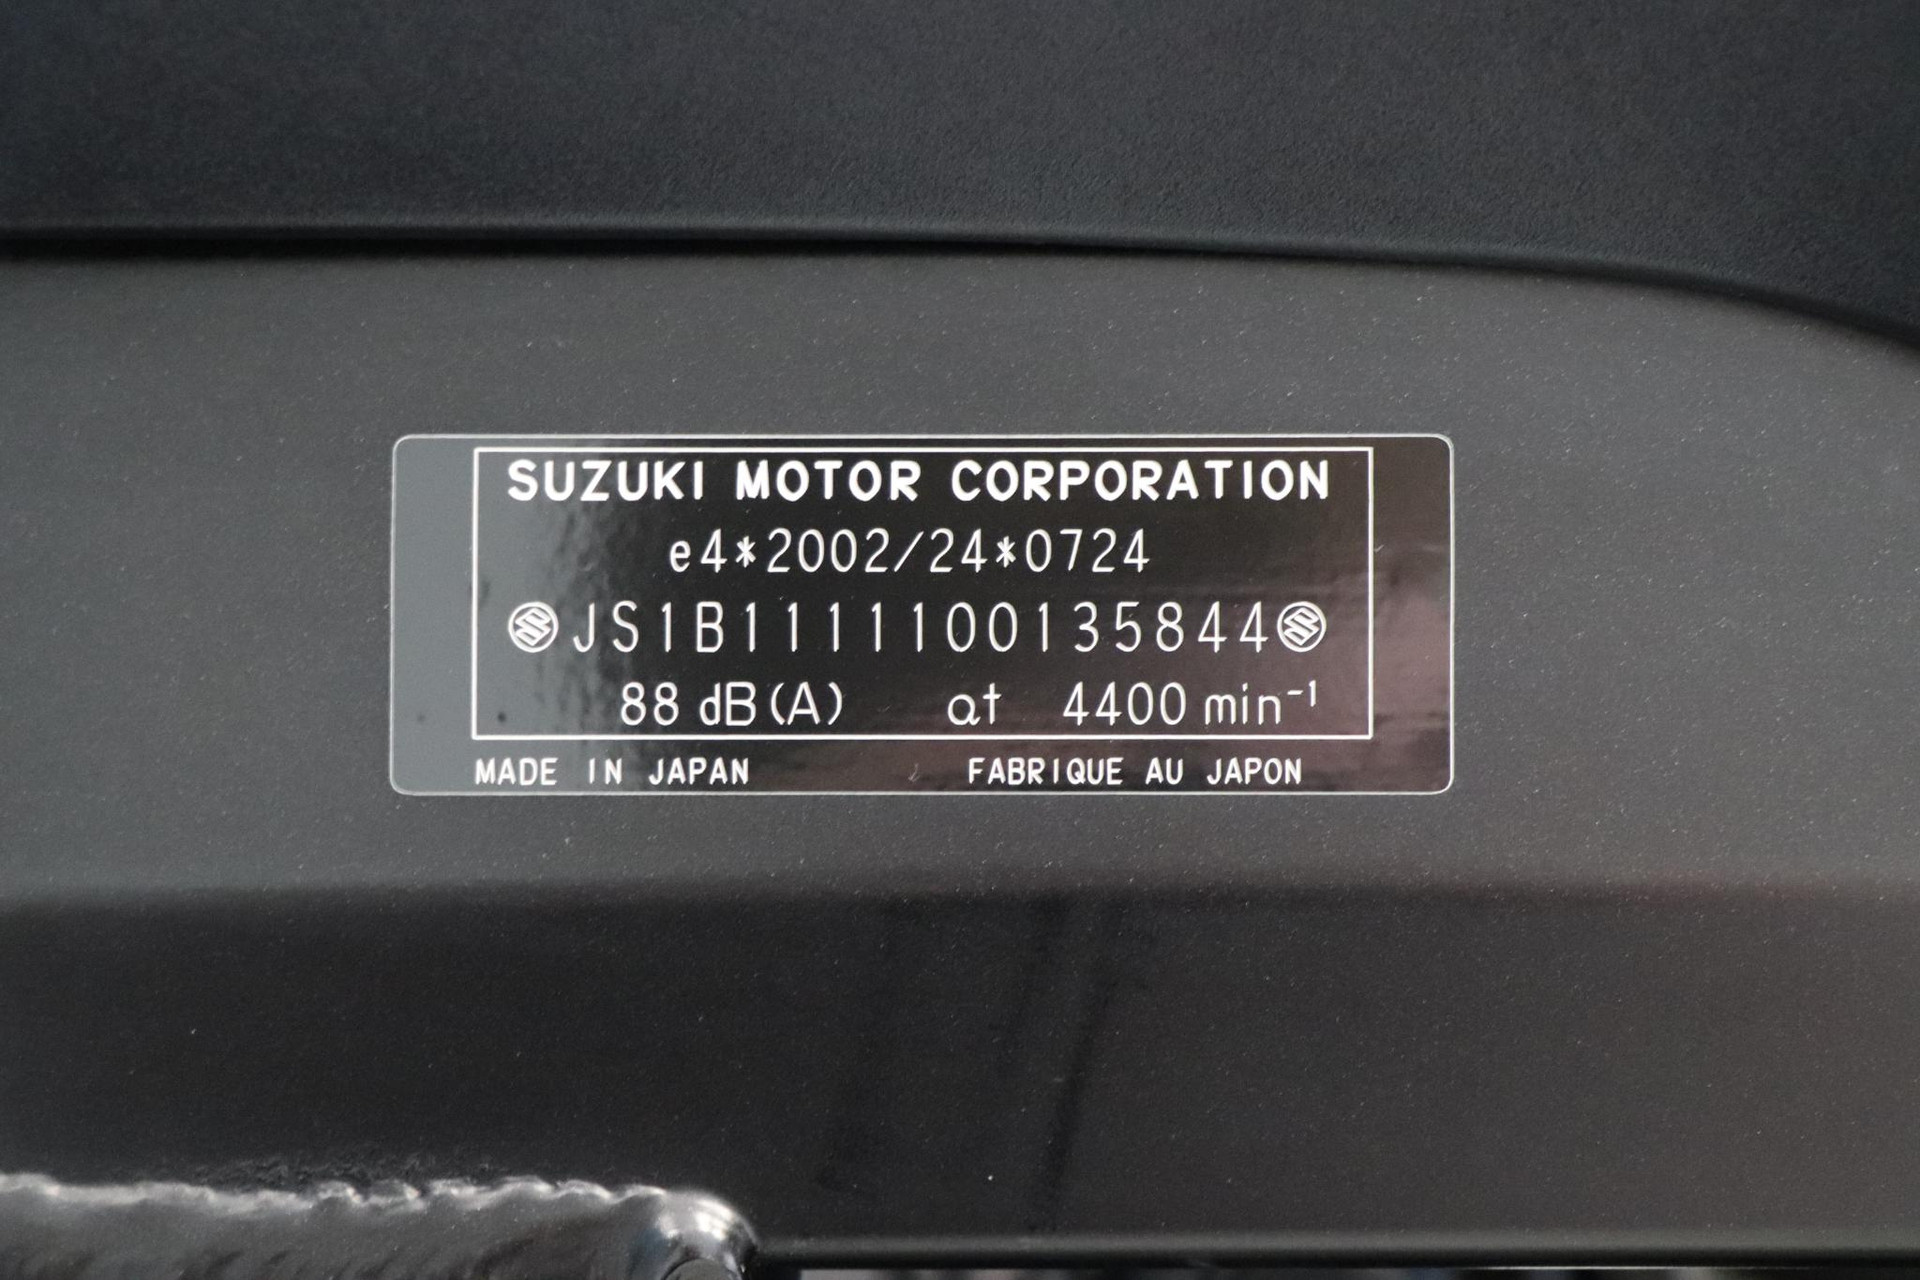 SUZUKI MOTOR CORPORATION
e4*2002/24*0724
JS1B1111100135844
88 dB(A) at 4400 min⁻¹
MADE IN JAPAN FABRIQUE AU JAPON